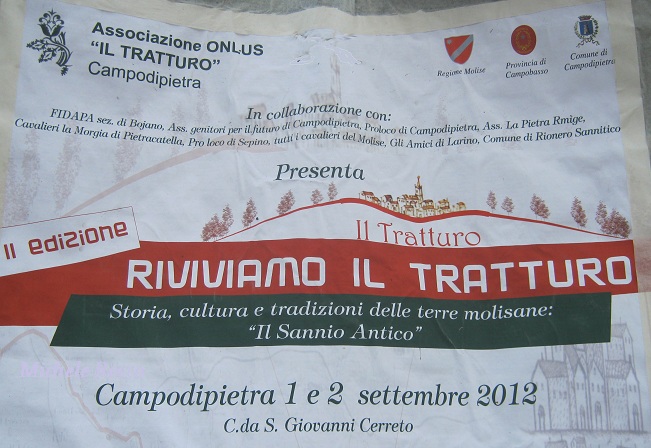 Associazione ONLUS
"IL TRATTURO"
Campodipietra
Regione Molise
Provincia di
Campobasso
Comune di
Campodipietra
In collaborazione con:
FIDAPA sez. di Bojano, Ass. genitori per il futuro di Campodipietra, Proloco di Campodipietra, Ass. La Pietra Rmige,
Cavalieri la Morgia di Pietracatella, Pro loco di Sepino, tutti i cavalieri del Molise, Gli Amici di Larino, Comune di Rionero Sannitico
Presenta
Il Tratturo
II edizione
RIVIVIAMO IL TRATTURO
Storia, cultura e tradizioni delle terre molisane:
"Il Sannio Antico"
Campodipietra 1 e 2 settembre 2012
C.da S. Giovanni Cerreto